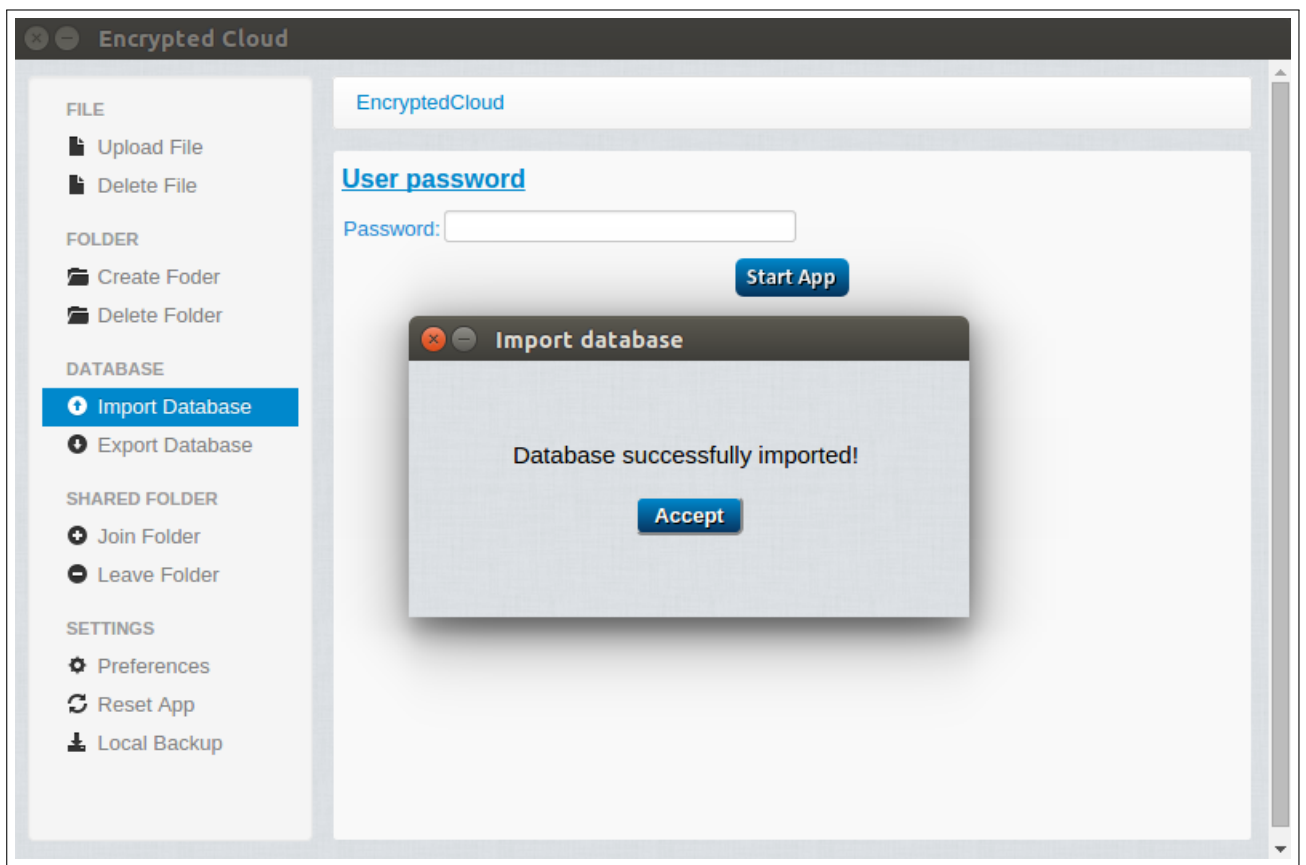 Encrypted Cloud
FILE
Upload File
Delete File
FOLDER
Create Foder
Delete Folder
DATABASE
Import Database
Export Database
SHARED FOLDER
Join Folder
Leave Folder
SETTINGS
Preferences
Reset App
Local Backup
EncryptedCloud
User password
Password:
Start App
Import database
Database successfully imported!
Accept